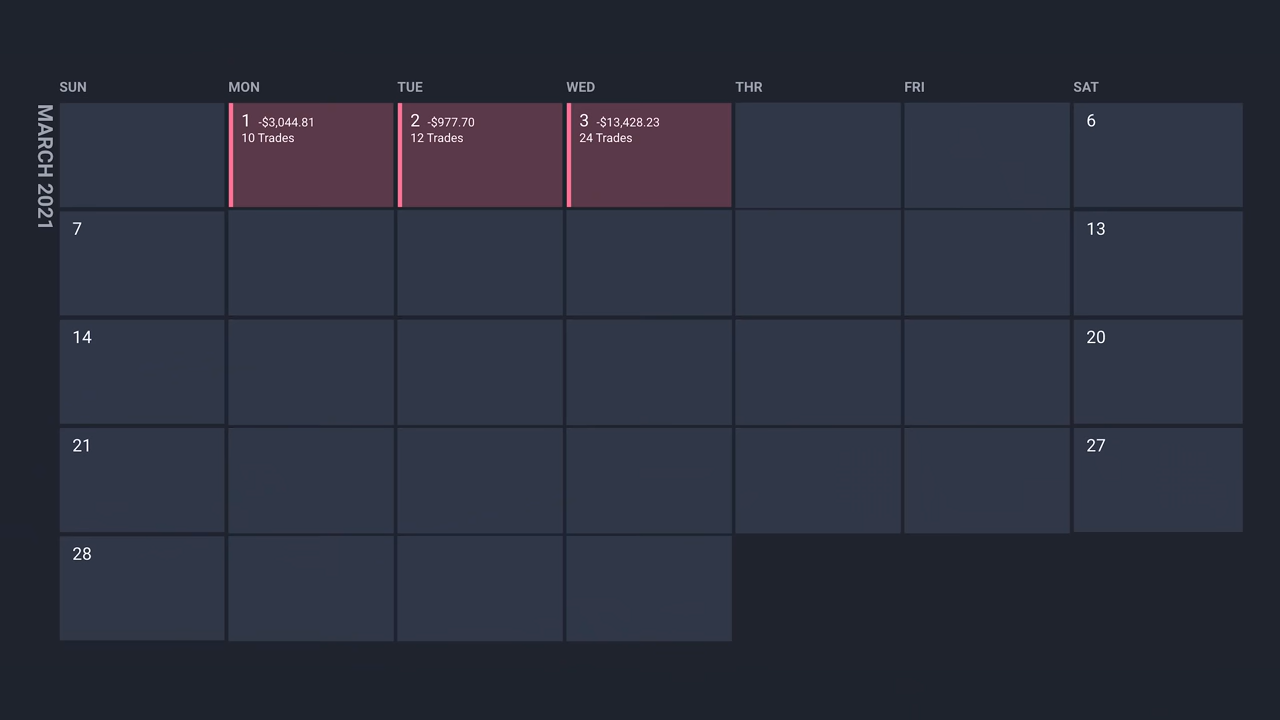 MARCH 2021
SUN MON TUE WED THR FRI SAT
1 -$3,044.81
10 Trades
2 -$977.70
12 Trades
3 -$13,428.23
24 Trades
6
7
13
14
20
21
27
28